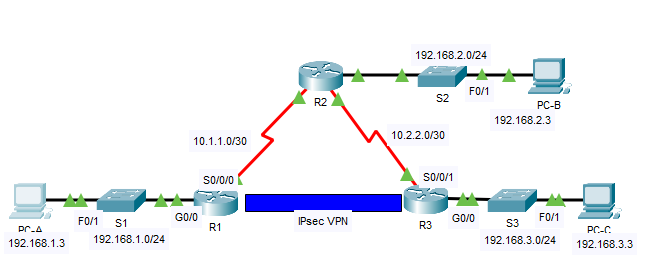 192.168.2.0/24
R2
S2
F0/1
PC-B
192.168.2.3
10.1.1.0/30
10.2.2.0/30
S0/0/0
S0/0/1
PC-A
F0/1
S1
G0/0
R1
IPsec VPN
R3
G0/0
S3
F0/1
PC-C
192.168.1.3
192.168.1.0/24
192.168.3.0/24
192.168.3.3